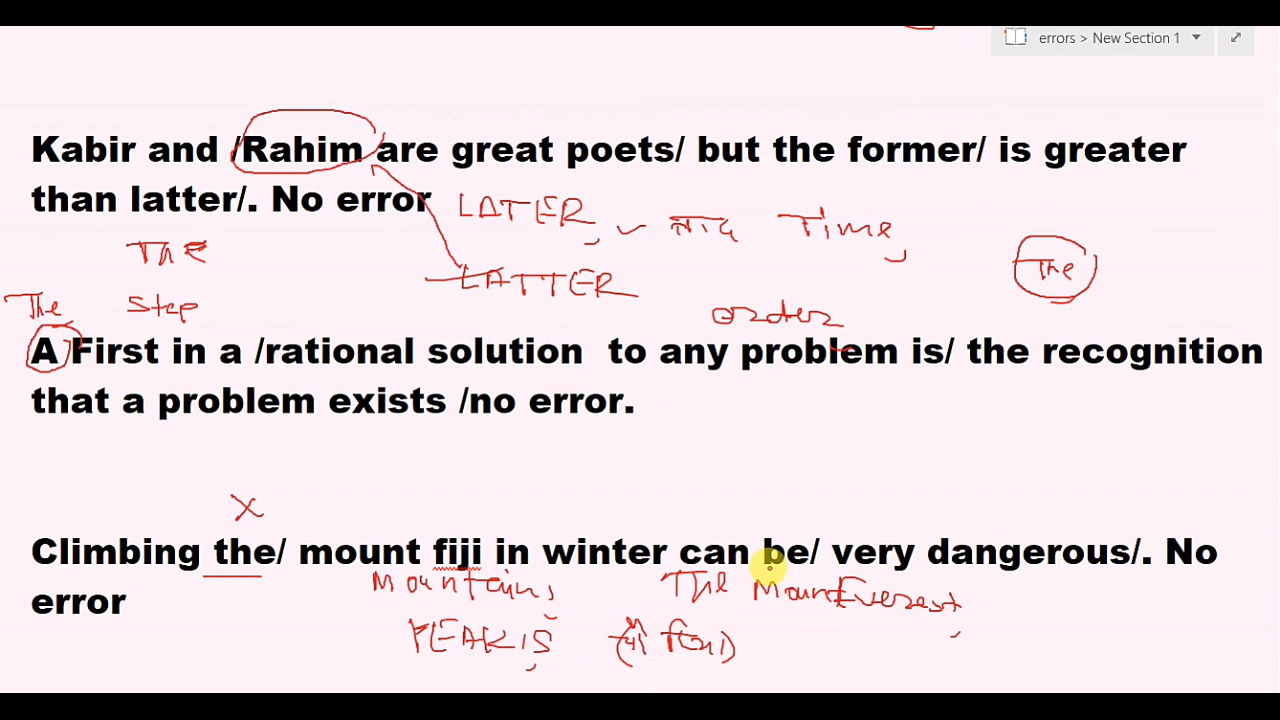 errors > New Section 1
Kabir and /Rahim are great poets/ but the former/ is greater
than latter/. No error
LATER, Time,
The
LATTER
The
The step
order
A First in a /rational solution to any problem is/ the recognition
that a problem exists /no error.
X
Climbing the/ mount fiji in winter can be/ very dangerous/. No
error
Mountains, The Mount Everest
PEAKS,